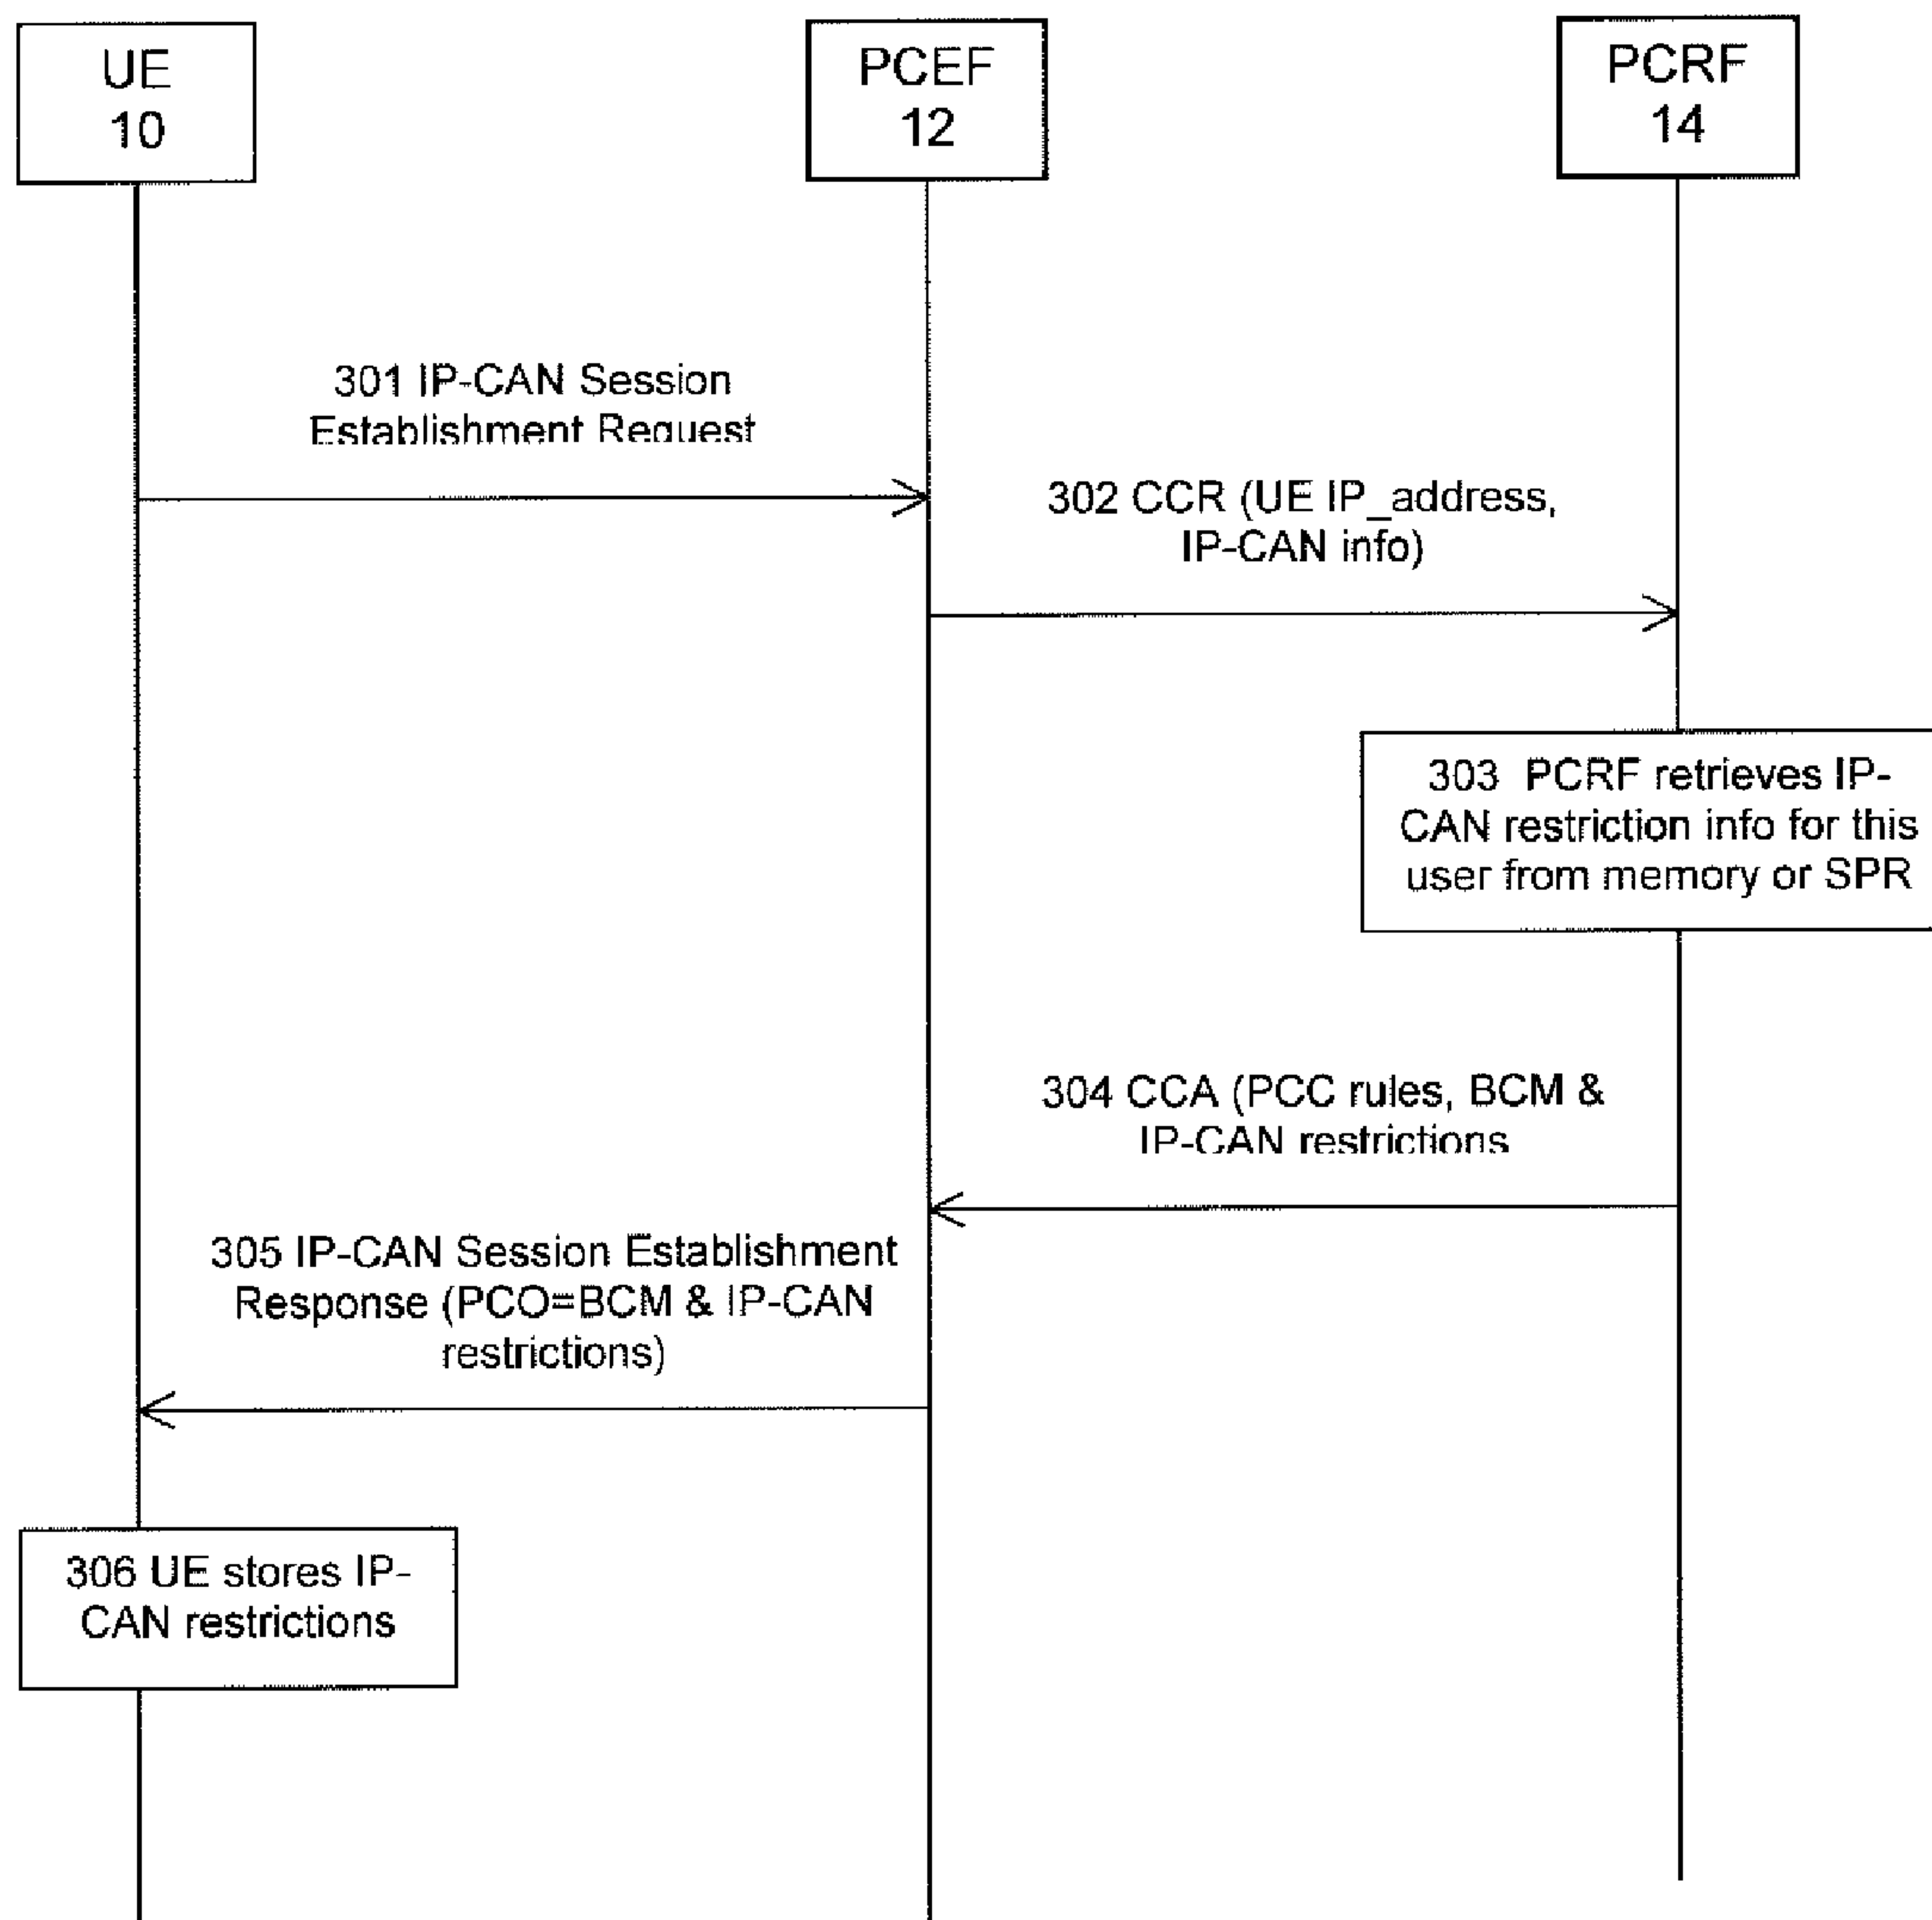 UE
10
PCEF
12
PCRF
14
301 IP-CAN Session
Establishment Request
302 CCR (UE IP_address,
IP-CAN info)
303 PCRF retrieves IP-
CAN restriction info for this
user from memory or SPR
304 CCA (PCC rules, BCM &
IP-CAN restrictions
305 IP-CAN Session Establishment
Response (PCO=BCM & IP-CAN
restrictions)
306 UE stores IP-
CAN restrictions